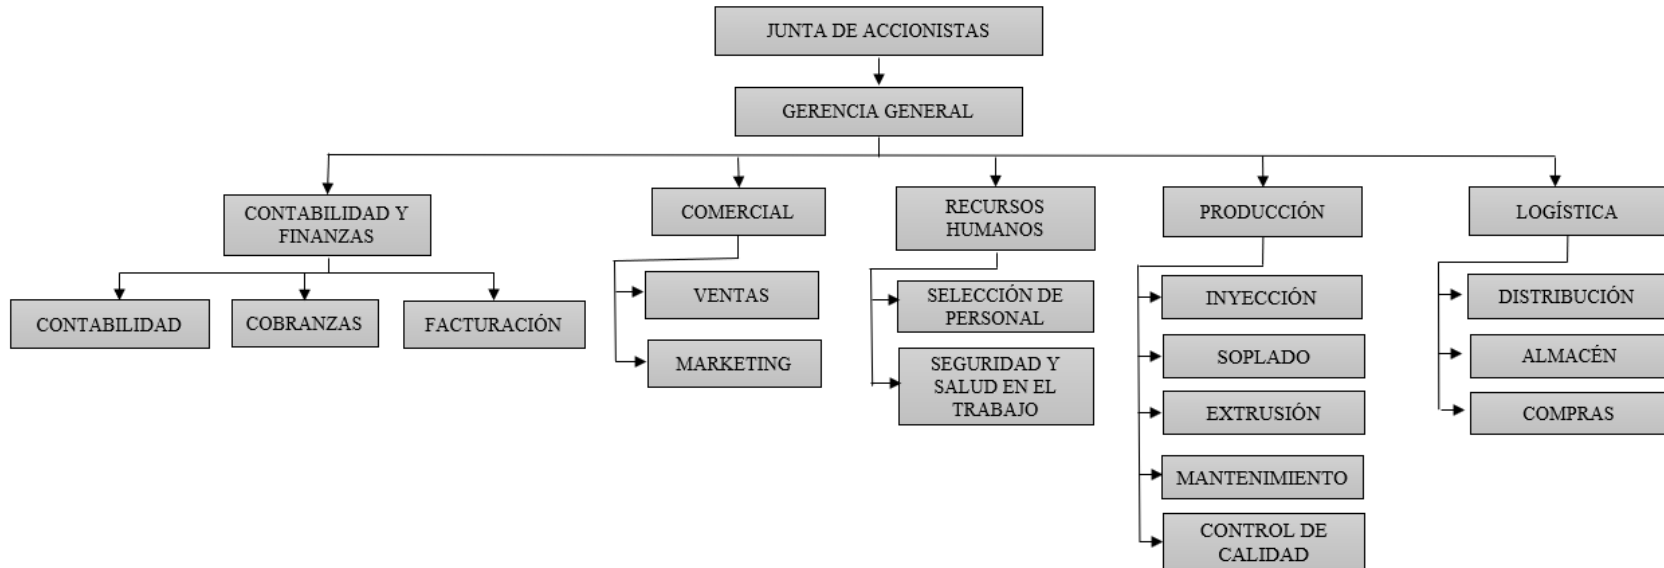 JUNTA DE ACCIONISTAS
GERENCIA GENERAL
CONTABILIDAD Y
FINANZAS
COMERCIAL
RECURSOS
HUMANOS
PRODUCCIÓN
LOGÍSTICA
CONTABILIDAD
COBRANZAS
FACTURACIÓN
VENTAS
MARKETING
SELECCIÓN DE
PERSONAL
SEGURIDAD Y
SALUD EN EL
TRABAJO
INYECCIÓN
SOPLADO
EXTRUSIÓN
MANTENIMIENTO
CONTROL DE
CALIDAD
DISTRIBUCIÓN
ALMACÉN
COMPRAS